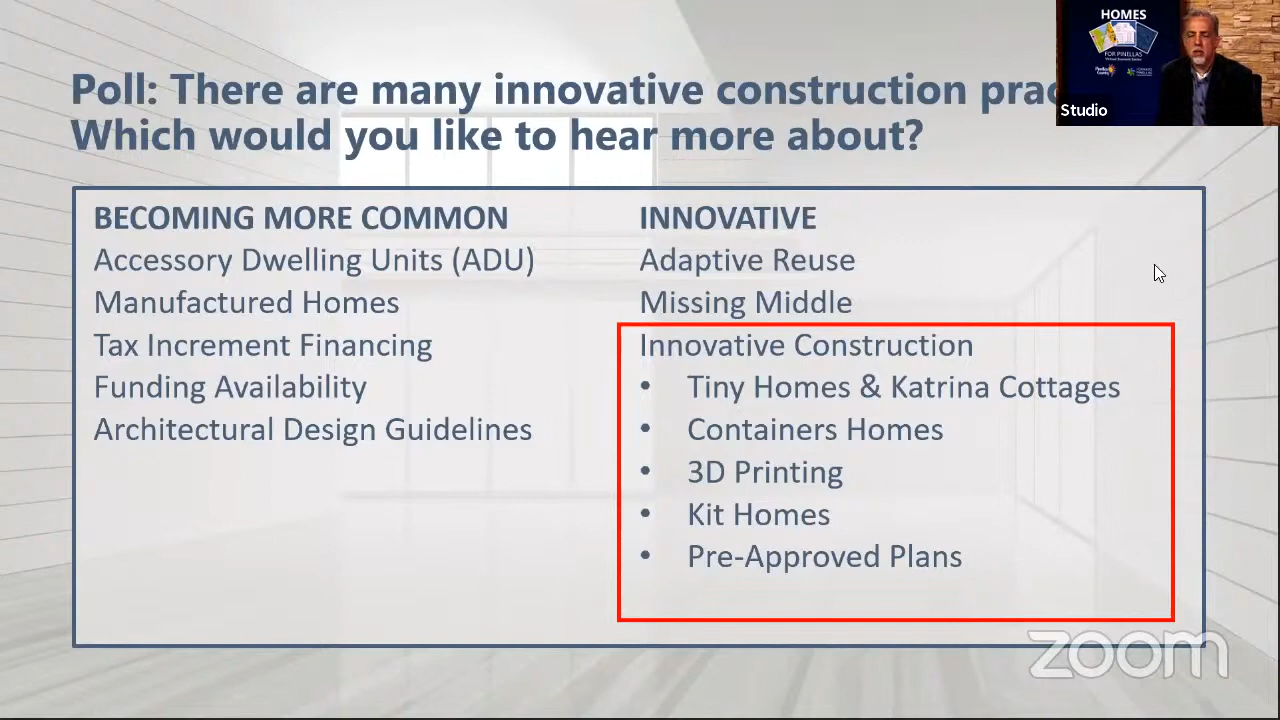 Poll: There are many innovative construction prac
Which would you like to hear more about?
HOMES
FOR PINELLAS
Studio
BECOMING MORE COMMON
Accessory Dwelling Units (ADU)
Manufactured Homes
Tax Increment Financing
Funding Availability
Architectural Design Guidelines
INNOVATIVE
Adaptive Reuse
Missing Middle
Innovative Construction
• Tiny Homes & Katrina Cottages
• Containers Homes
• 3D Printing
• Kit Homes
• Pre-Approved Plans
zoom